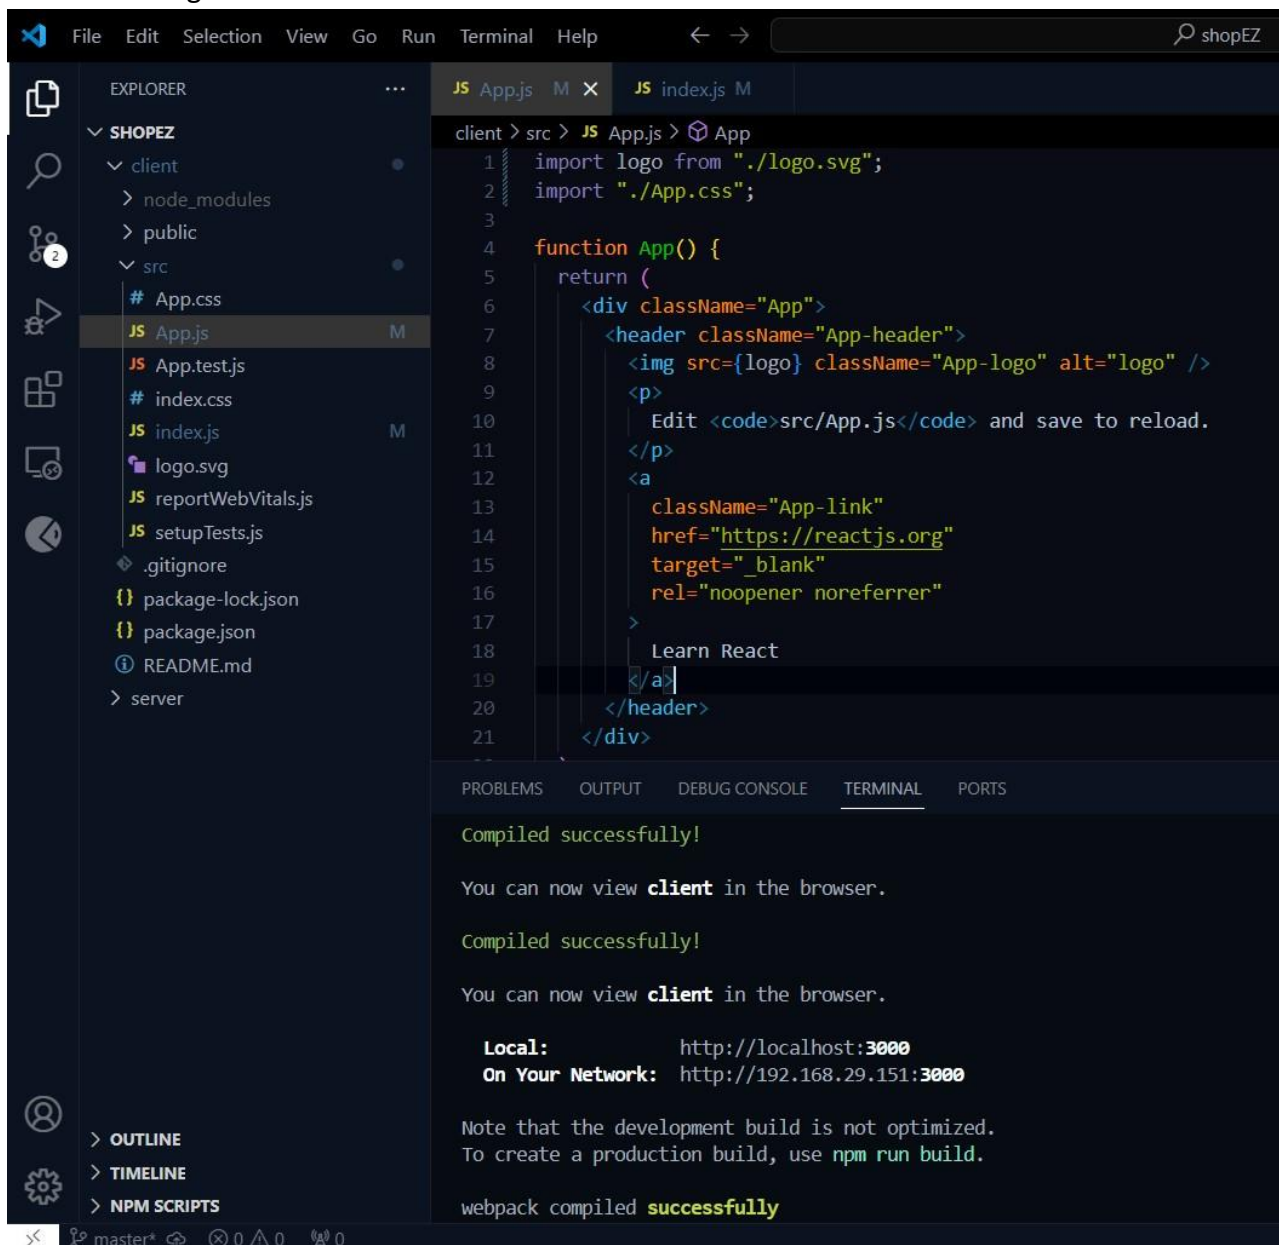 File Edit Selection View Go Run Terminal Help
shopEZ
EXPLORER
SHOPEZ
client
node_modules
public
src
# App.css
JS App.js M
JS App.test.js
# index.css
JS index.js M
logo.svg
JS reportWebVitals.js
JS setupTests.js
.gitignore
{} package-lock.json
{} package.json
README.md
server
2
OUTLINE
TIMELINE
NPM SCRIPTS
JS App.js M
JS index.js M
client > src > JS App.js > App
1 import logo from "./logo.svg";
2 import "./App.css";
3
4 function App() {
5 return (
6 <div className="App">
7 <header className="App-header">
8 <img src={logo} className="App-logo" alt="logo" />
9 <p>
10 Edit <code>src/App.js</code> and save to reload.
11 </p>
12 <a
13 className="App-link"
14 href="https://reactjs.org"
15 target="_blank"
16 rel="noopener noreferrer"
17 >
18 Learn React
19 </a>
20 </header>
21 </div>
PROBLEMS OUTPUT DEBUG CONSOLE TERMINAL PORTS
Compiled successfully!
You can now view client in the browser.
Compiled successfully!
You can now view client in the browser.
Local: http://localhost:3000
On Your Network: http://192.168.29.151:3000
Note that the development build is not optimized.
To create a production build, use npm run build.
webpack compiled successfully
master* 0 0 0